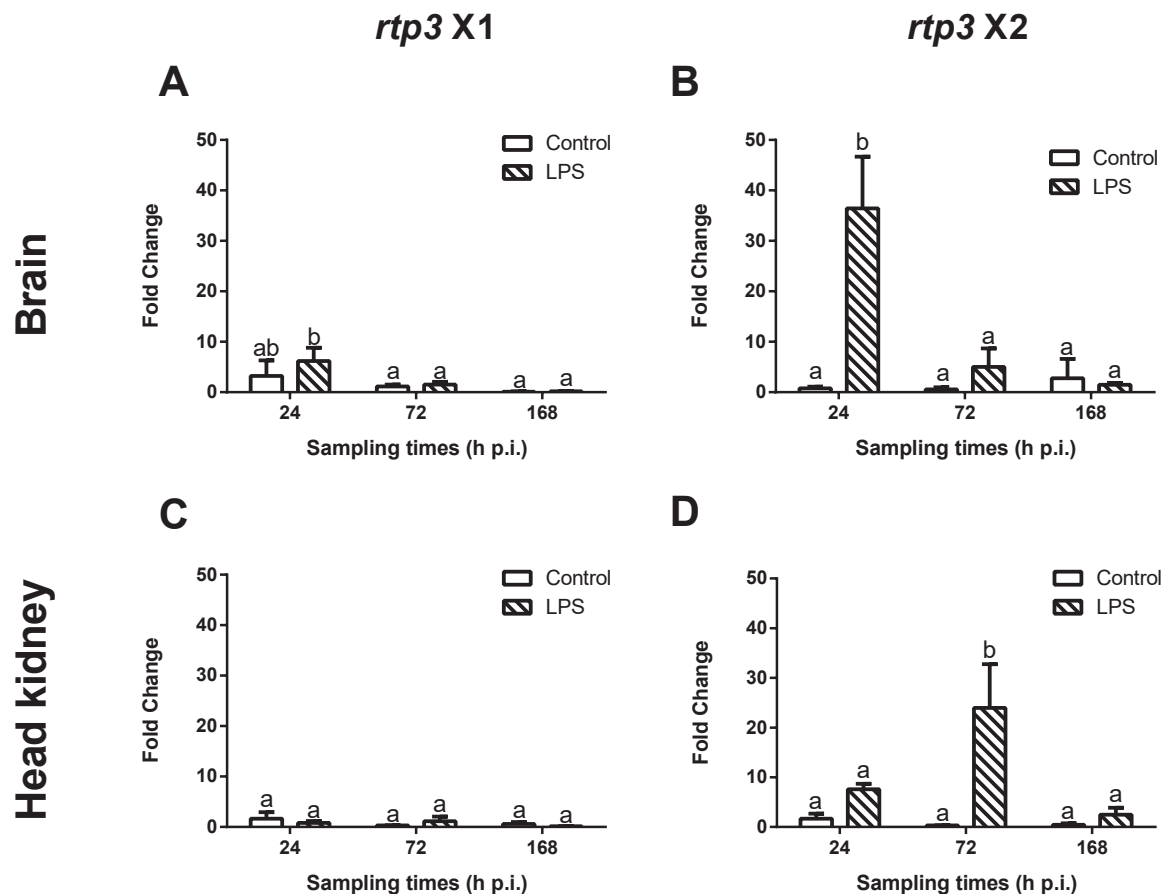 rtp3 X1
rtp3 X2
Brain
A
Fold Change
50
40
30
20
10
0
Control
LPS
ab
b
a
a
a
a
24
72
168
Sampling times (h p.i.)
B
Fold Change
50
40
30
20
10
0
Control
LPS
a
b
a
a
a
a
24
72
168
Sampling times (h p.i.)
Head kidney
C
Fold Change
50
40
30
20
10
0
Control
LPS
a
a
a
a
a
a
24
72
168
Sampling times (h p.i.)
D
Fold Change
50
40
30
20
10
0
Control
LPS
a
a
a
b
a
a
24
72
168
Sampling times (h p.i.)